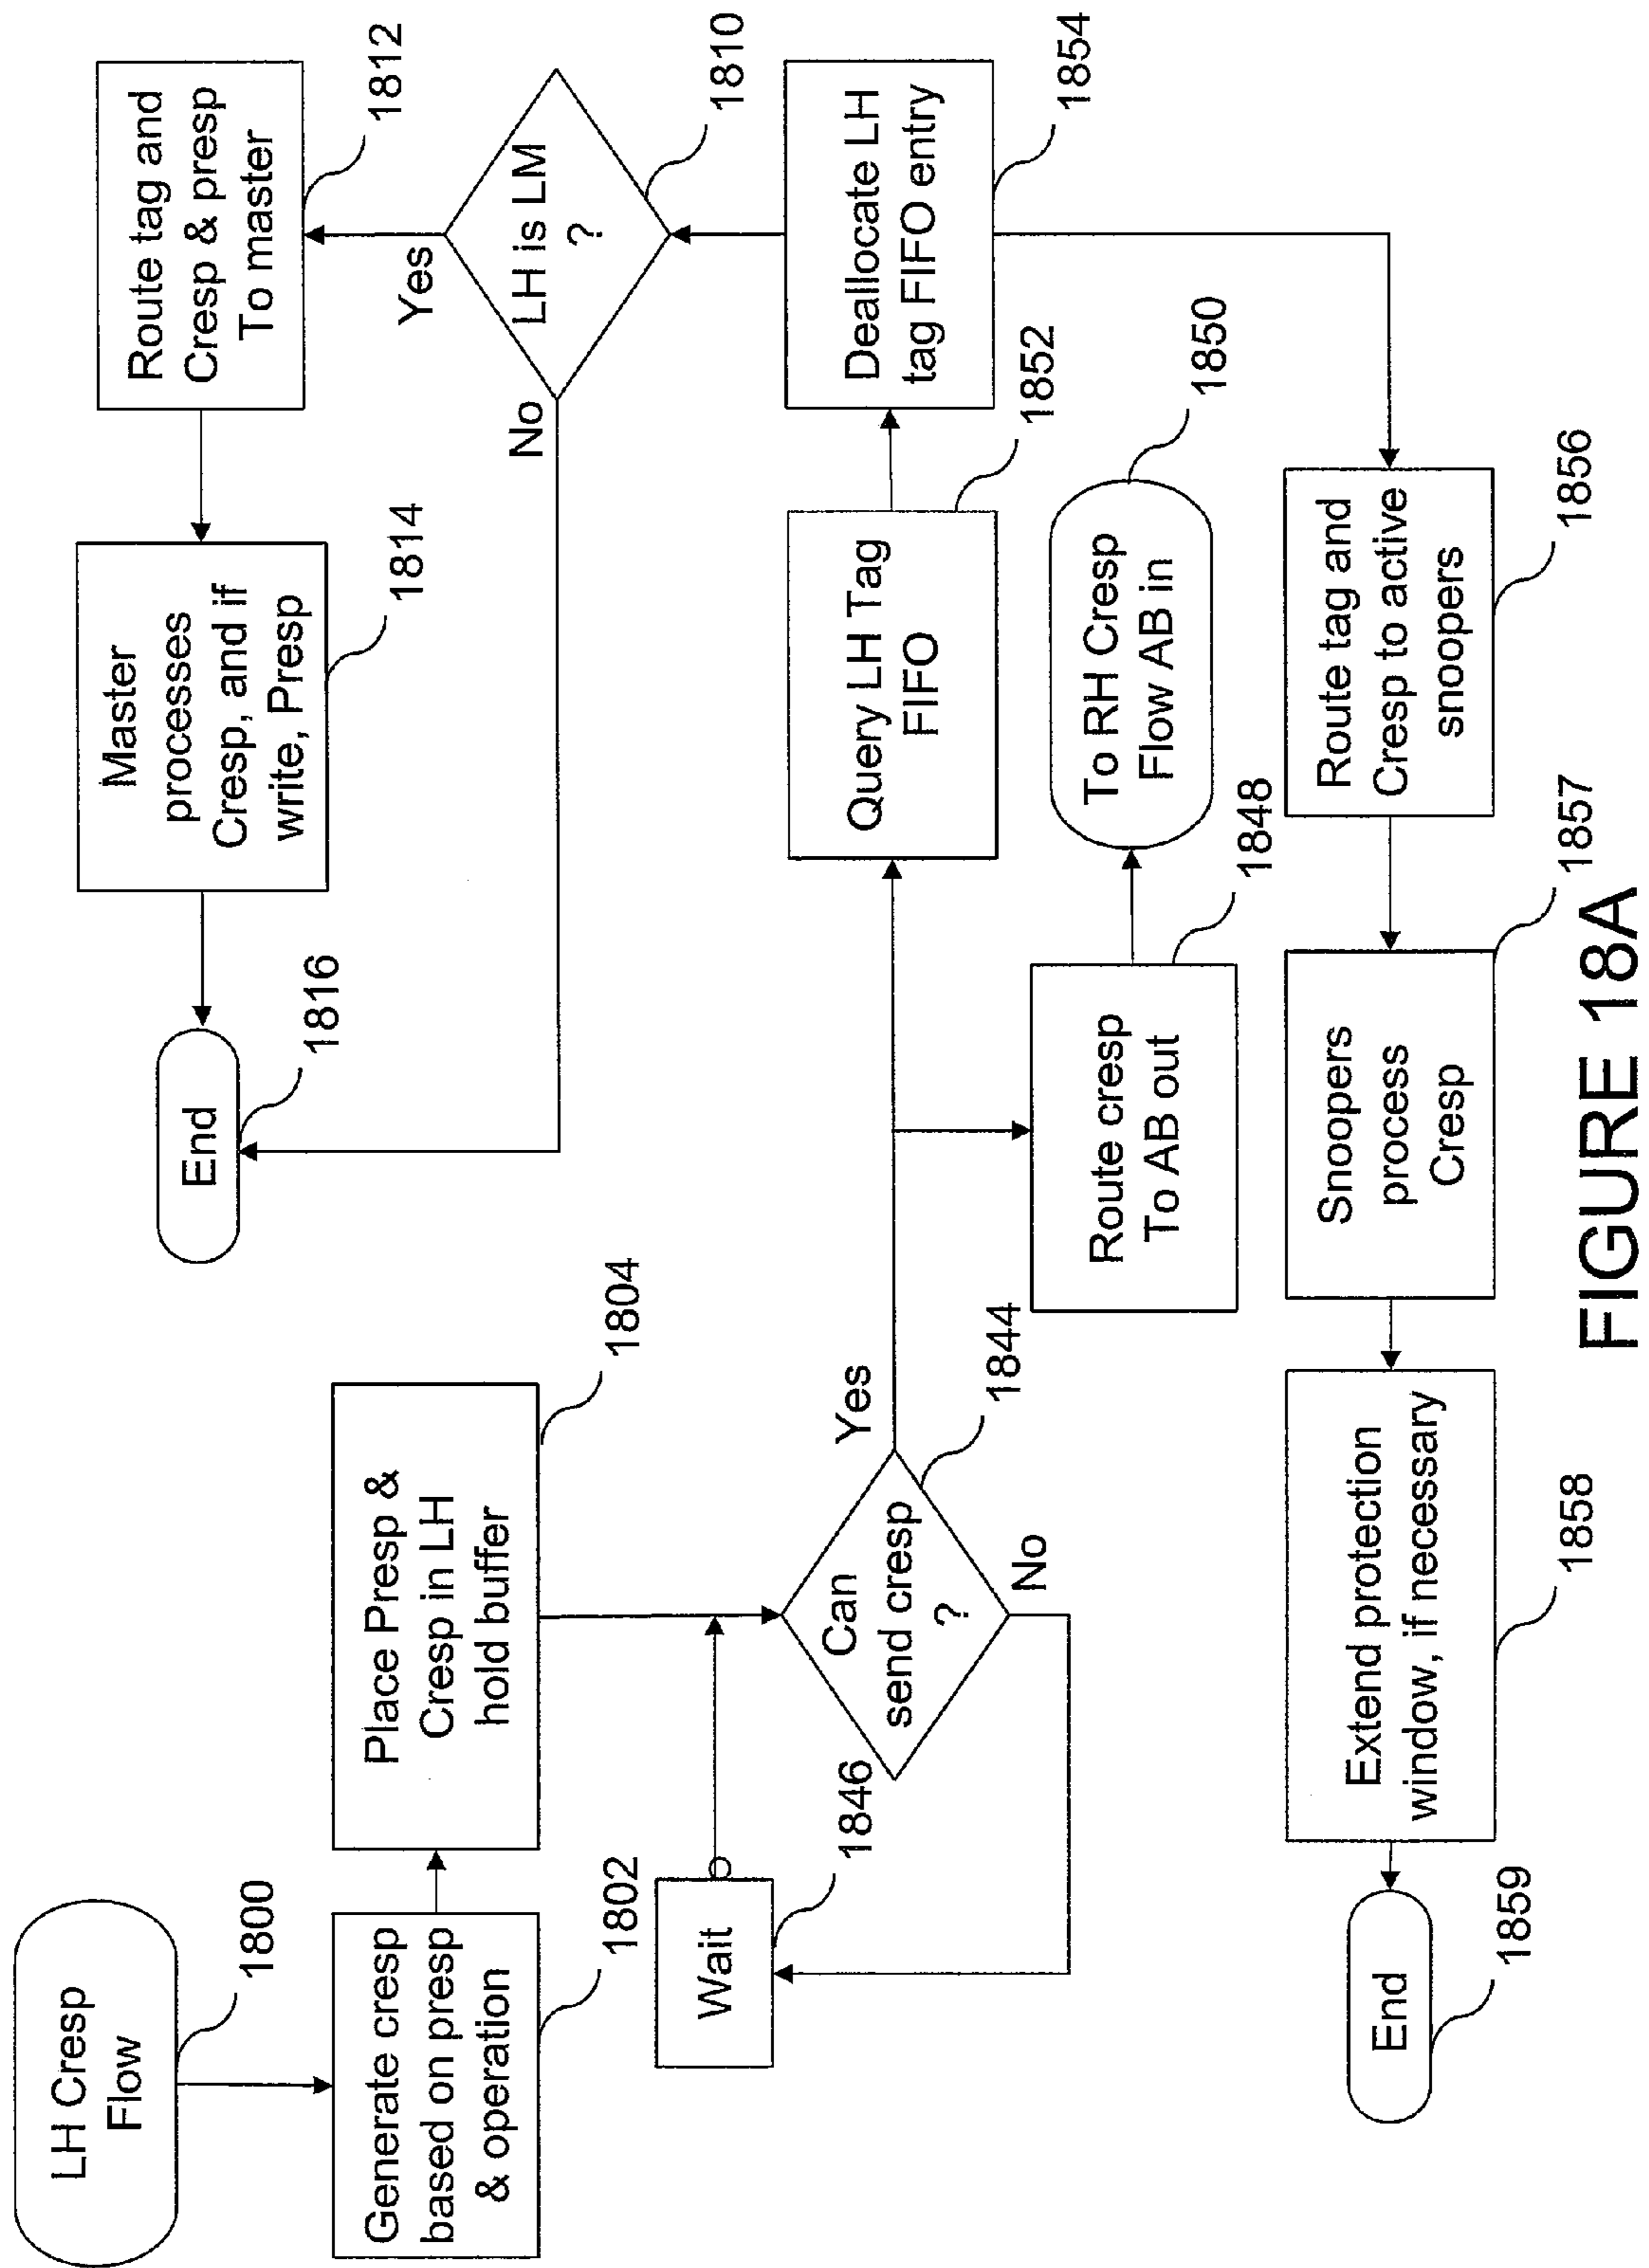 LH Cresp
Flow
1800
Generate cresp
based on presp
& operation
1802
Place Presp &
Cresp in LH
hold buffer
1804
Wait
1846
Can
send cresp
?
1844
Yes
No
Route cresp
To AB out
1848
To RH Cresp
Flow AB in
1850
Query LH Tag
FIFO
1852
Deallocate LH
tag FIFO entry
1854
LH is LM
?
1810
Yes
No
Route tag and
Cresp & presp
To master
1812
Master
processes
Cresp, and if
write, Presp
1814
End
1816
Route tag and
Cresp to active
snoopers
1856
Snoopers
process
Cresp
1857
Extend protection
window, if necessary
1858
End
1859
FIGURE 18A